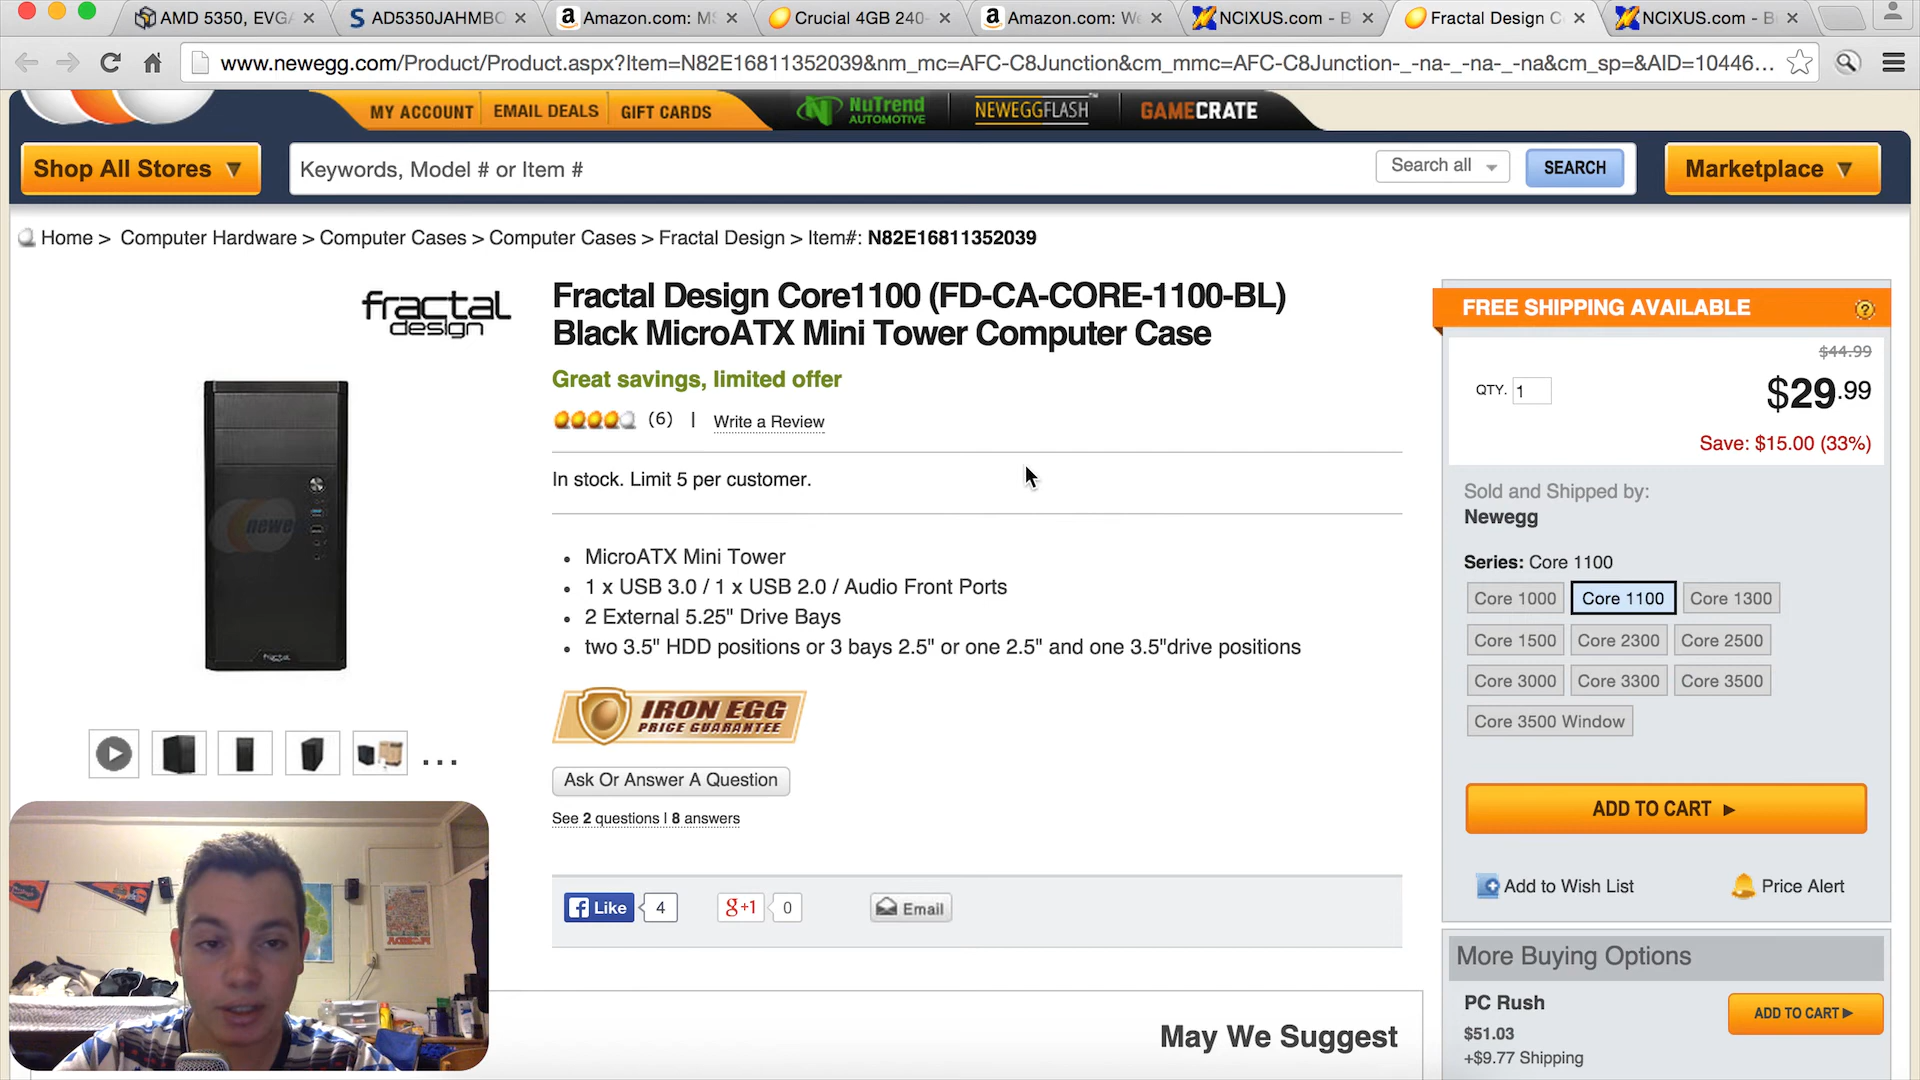 AMD 5350, EVGA
AD5350JAHMBO
Amazon.com: MS
Crucial 4GB 240-
Amazon.com: We
NCIXUS.com - B
Fractal Design C
NCIXUS.com - B
www.newegg.com/Product/Product.aspx?Item=N82E16811352039&nm_mc=AFC-C8Junction&cm_mmc=AFC-C8Junction-_-na-_-na-_-na&cm_sp=&AID=10446...
MY ACCOUNT
EMAIL DEALS
GIFT CARDS
NuTrend
AUTOMOTIVE
NEWEGGFLASH
GAMECRATE
Shop All Stores ▼
Keywords, Model # or Item #
Search all
SEARCH
Marketplace ▼
Home > Computer Hardware > Computer Cases > Computer Cases > Fractal Design > Item#: N82E16811352039
fractal
design
Fractal Design Core1100 (FD-CA-CORE-1100-BL)
Black MicroATX Mini Tower Computer Case
Great savings, limited offer
(6) | Write a Review
In stock. Limit 5 per customer.
newegg
• MicroATX Mini Tower
• 1 x USB 3.0 / 1 x USB 2.0 / Audio Front Ports
• 2 External 5.25" Drive Bays
• two 3.5" HDD positions or 3 bays 2.5" or one 2.5" and one 3.5"drive positions
fractal
...
IRON EGG
PRICE GUARANTEE
Ask Or Answer A Question
See 2 questions | 8 answers
Like 4
g+1 0
Email
May We Suggest
FREE SHIPPING AVAILABLE
?
$44.99
QTY. 1
$29.99
Save: $15.00 (33%)
Sold and Shipped by:
Newegg
Series: Core 1100
Core 1000 Core 1100 Core 1300
Core 1500 Core 2300 Core 2500
Core 3000 Core 3300 Core 3500
Core 3500 Window
ADD TO CART ►
Add to Wish List
Price Alert
More Buying Options
PC Rush
$51.03
+$9.77 Shipping
ADD TO CART►